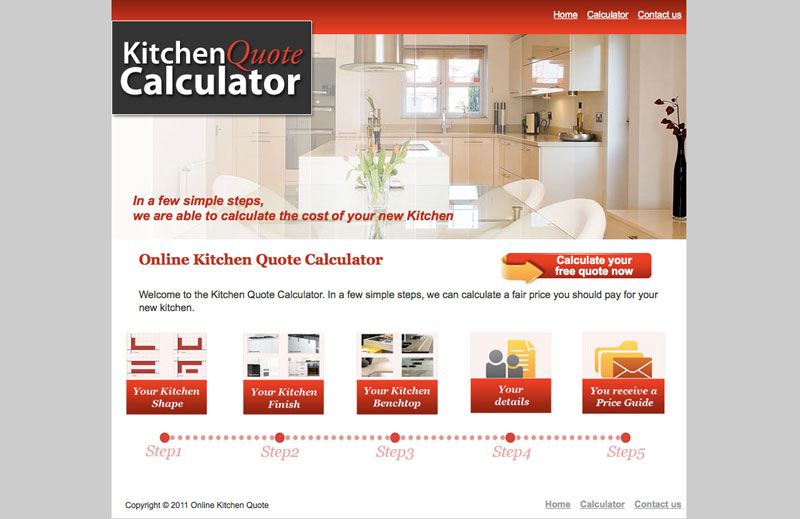 Home Calculator Contact us
KitchenQuote
Calculator
In a few simple steps,
we are able to calculate the cost of your new Kitchen
Online Kitchen Quote Calculator
Calculate your
free quote now
Welcome to the Kitchen Quote Calculator. In a few simple steps, we can calculate a fair price you should pay for your
new kitchen.
Your Kitchen
Shape
Your Kitchen
Finish
Your Kitchen
Benchtop
Your
details
You receive a
Price Guide
Step1 Step2 Step3 Step4 Step5
Copyright © 2011 Online Kitchen Quote
Home Calculator Contact us